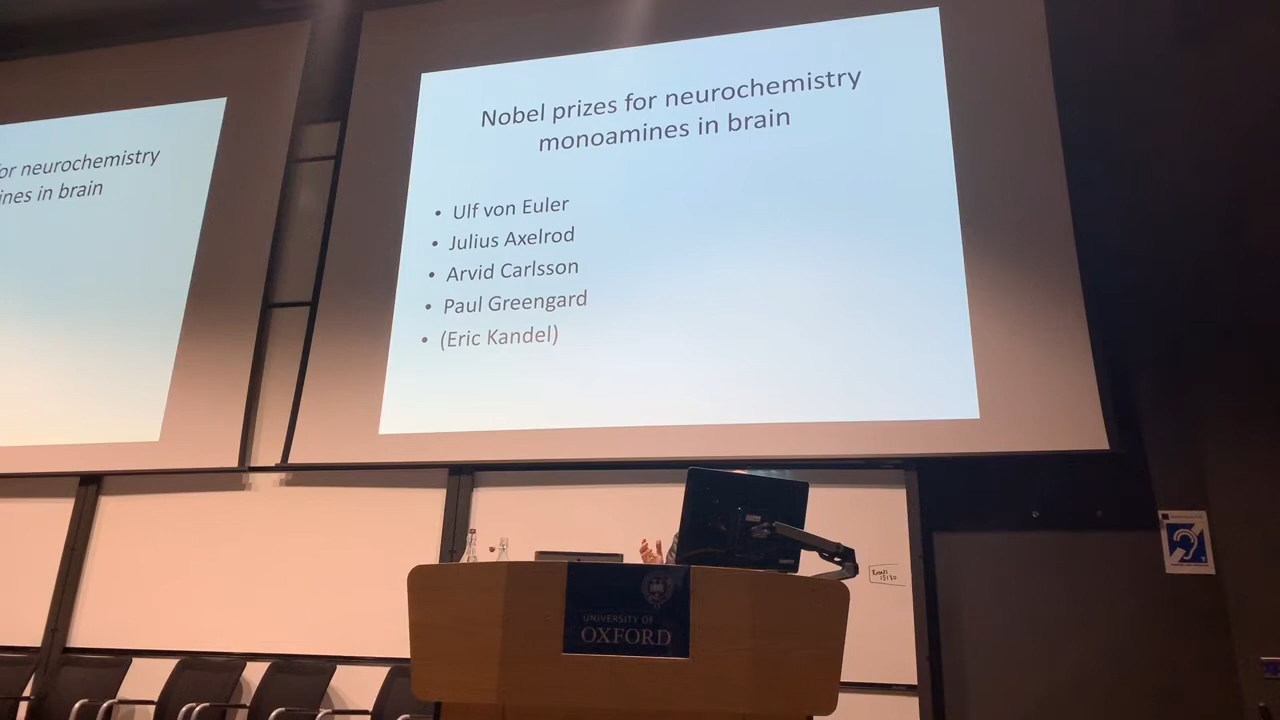 or neurochemistry
ines in brain
Nobel prizes for neurochemistry
monoamines in brain
• Ulf von Euler
• Julius Axelrod
• Arvid Carlsson
• Paul Greengard
• (Eric Kandel)
UNIVERSITY OF
OXFORD